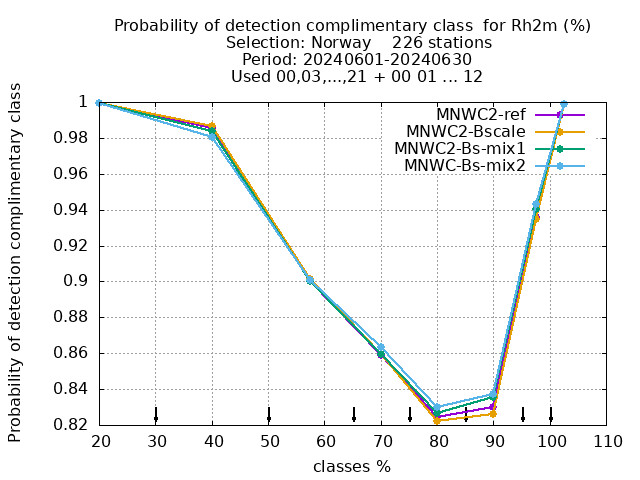 Probability of detection complimentary class  for Rh2m (%)
Selection: Norway    226 stations
Period: 20240601-20240630
Used 00,03,...,21 + 00 01 ... 12
MNWC2-ref
MNWC2-Bscale
MNWC2-Bs-mix1
MNWC-Bs-mix2
Probability of detection complimentary class
1
0.98
0.96
0.94
0.92
0.9
0.88
0.86
0.84
0.82
20 30 40 50 60 70 80 90 100 110
classes %